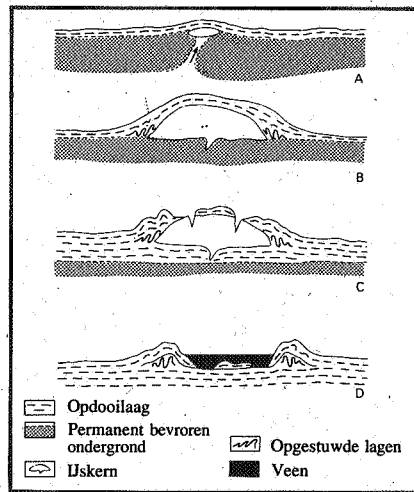 A
B
C
D
Opdooilaag
Permanent bevroren
ondergrond
IJskern
Opgestuwde lagen
Veen